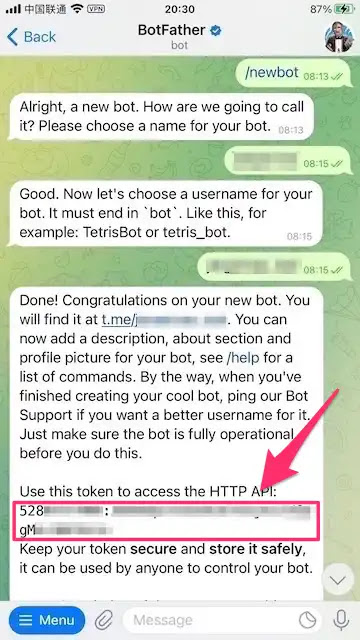 中国联通 VPN 20:30 87%
Back BotFather
bot
/newbot 08:13
Alright, a new bot. How are we going to call
it? Please choose a name for your bot. 08:13
08:15
Good. Now let's choose a username for your
bot. It must end in `bot`. Like this, for
example: TetrisBot or tetris_bot. 08:15
08:15
Done! Congratulations on your new bot. You
will find it at t.me/ . You can
now add a description, about section and
profile picture for your bot, see /help for a
list of commands. By the way, when you've
finished creating your cool bot, ping our Bot
Support if you want a better username for it.
Just make sure the bot is fully operational
before you do this.
Use this token to access the HTTP API:
528 :
gM
Keep your token secure and store it safely,
it can be used by anyone to control your bot.
Menu Message